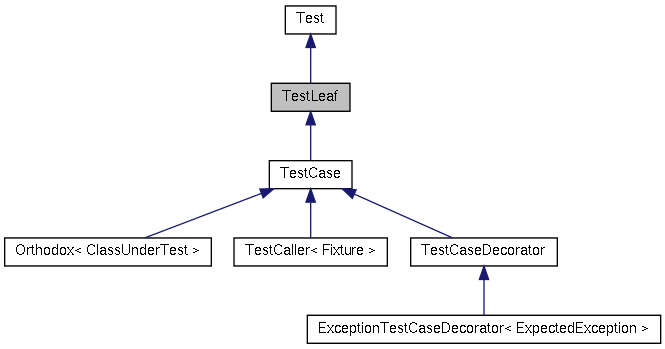 Test
TestLeaf
TestCase
Orthodox< ClassUnderTest >
TestCaller< Fixture >
TestCaseDecorator
ExceptionTestCaseDecorator< ExpectedException >